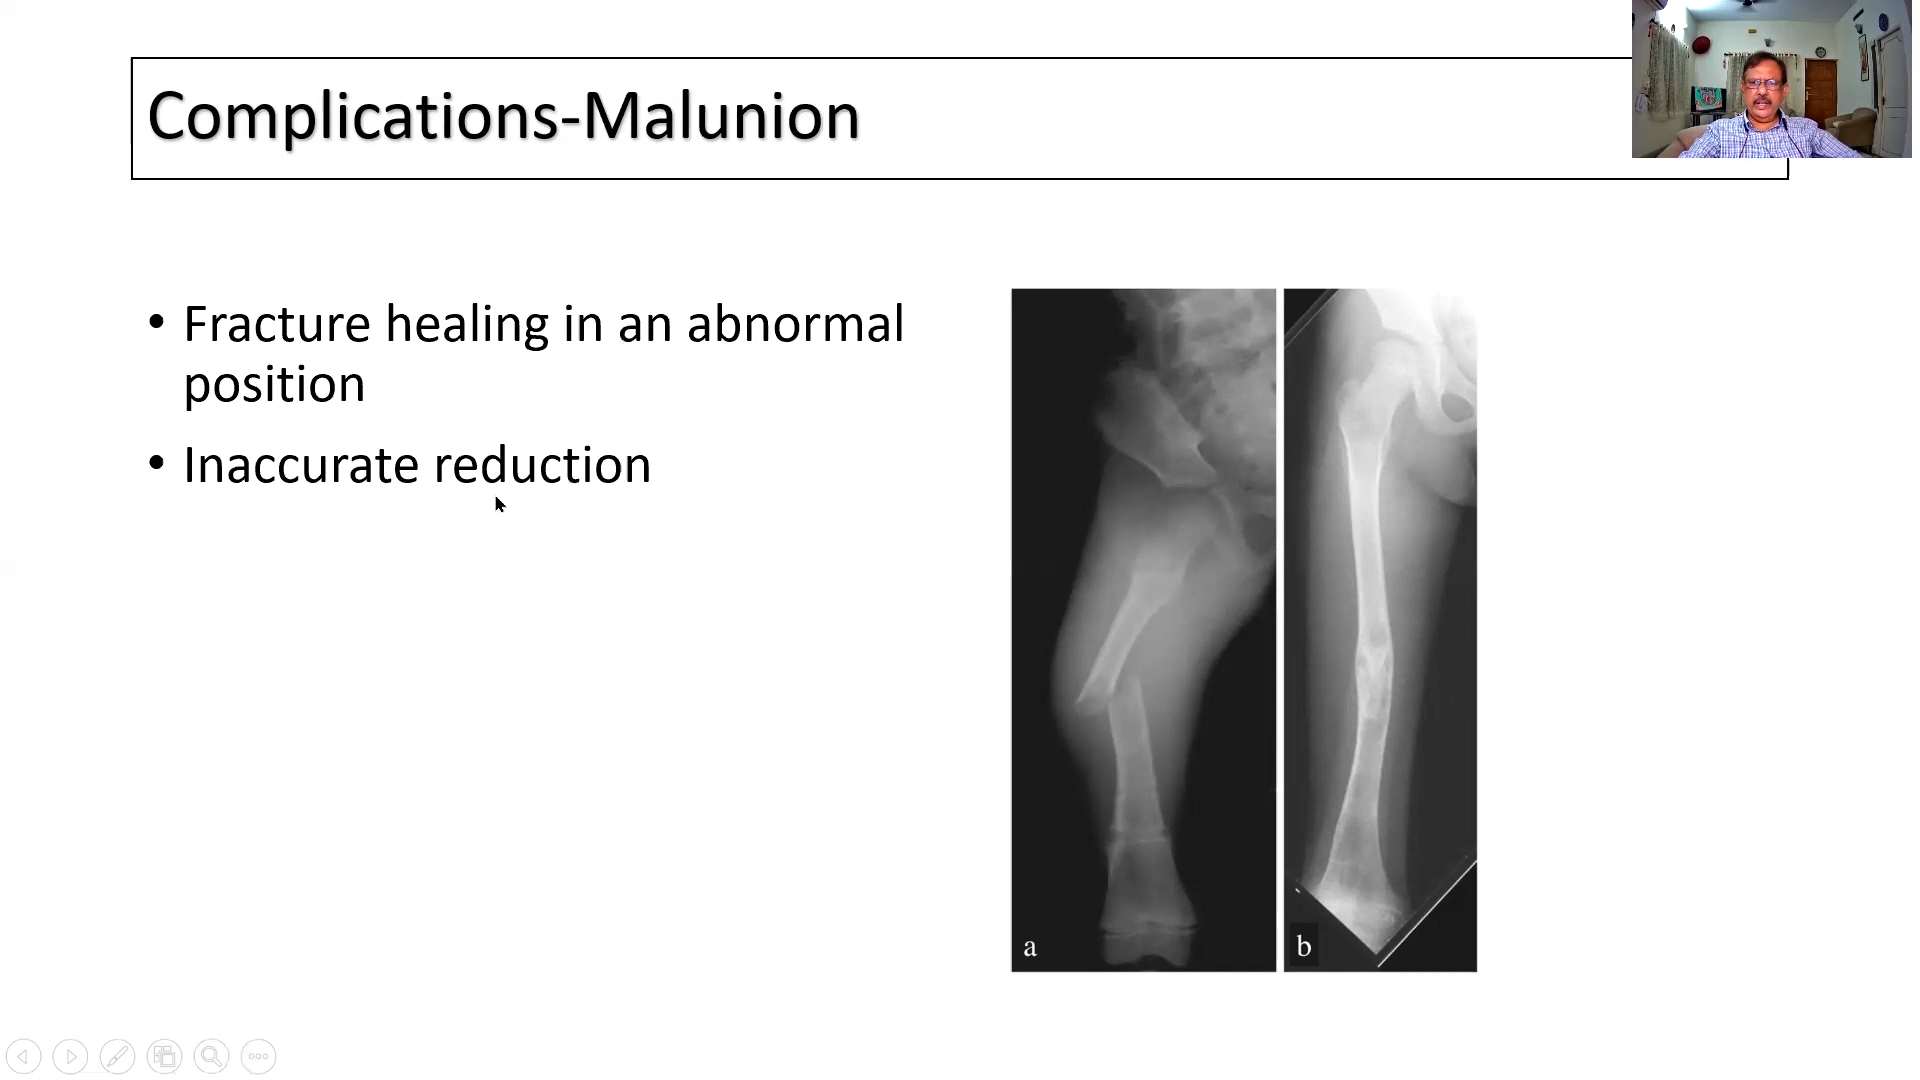 Complications-Malunion
• Fracture healing in an abnormal
position
• Inaccurate reduction
a
b